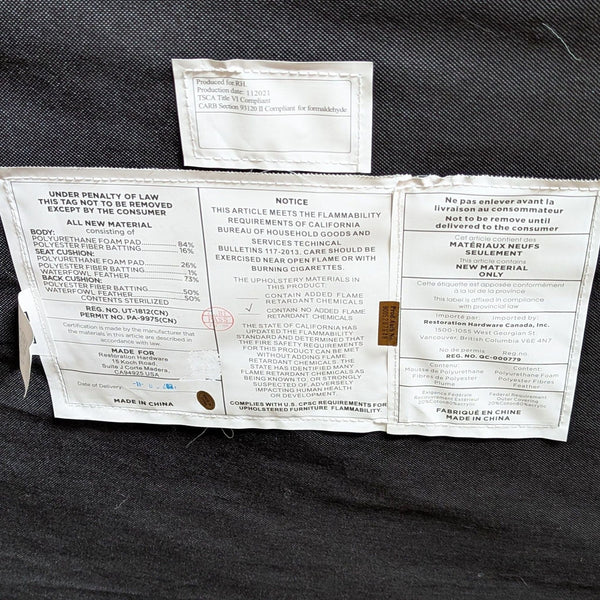 Produced for RH.
Production date: 112021
TSCA Title VI Compliant
CARB Section 93120 II Compliant for formaldehyde
UNDER PENALTY OF LAW
THIS TAG NOT TO BE REMOVED
EXCEPT BY THE CONSUMER
ALL NEW MATERIAL
consisting of
BODY:
POLYURETHANE FOAM PAD 84%
POLYESTER FIBER BATTING 16%
SEAT CUSHION:
POLYURETHANE FOAM PAD 26%
POLYESTER FIBER BATTING 1%
WATERFOWL FEATHER 73%
BACK CUSHION:
POLYESTER FIBER BATTING 50%
WATERFOWL FEATHER 50%
CONTENTS STERILIZED
REG. NO. UT-1812(CN)
PERMIT NO. PA-9975(CN)
Certification is made by the manufacturer that
the materials in this article are described in
accordance with law.
MADE FOR
Restoration Hardware
15 Koch Road
Suite J Corte Madera,
CA94925 USA
Date of Delivery:
MADE IN CHINA
NOTICE
THIS ARTICLE MEETS THE FLAMMABILITY
REQUIREMENTS OF CALIFORNIA
BUREAU OF HOUSEHOLD GOODS AND
SERVICES TECHNICAL
BULLETINS 117-2013. CARE SHOULD BE
EXERCISED NEAR OPEN FLAME OR WITH
BURNING CIGARETTES.
THE UPHOLSTERY MATERIALS IN
THIS PRODUCT
CONTAIN ADDED FLAME
RETARDANT CHEMICALS
✓ CONTAIN NO ADDED FLAME
RETARDANT CHEMICALS
THE STATE OF CALIFORNIA HAS
UPDATED THE FLAMMABILITY
STANDARD AND DETERMINED THAT
THE FIRE SAFETY REQUIREMENTS
FOR THIS PRODUCT CAN BE MET
WITHOUT ADDING FLAME
RETARDANT CHEMICALS. THE
STATE HAS IDENTIFIED MANY
FLAME RETARDANT CHEMICALS AS
BEING KNOWN TO, OR STRONGLY
SUSPECTED OF, ADVERSELY
IMPACTING HUMAN HEALTH
OR DEVELOPMENT.
COMPLIES WITH U.S. CPSC REQUIREMENTS FOR
UPHOLSTERED FURNITURE FLAMMABILITY.
Ne pas enlever avant la
livraison au consommateur
Not to be remove until
delivered to the consumer
Cet article contient des
MATÉRIAUX NEUFS
SEULEMENT
This article contains
NEW MATERIAL
ONLY
Cette étiquette est apposée conformément
à la loi de la province
This label is affixed in compliance
with provincial law
Importé par: Imported by:
Restoration Hardware Canada, Inc.
1500-1055 West Georgian St.
Vancouver, British Columbia V6E 4N7
No de permis Reg.no.
REG. NO. QC-000779
Contenu: Content:
Mousse de Polyurethane Polyurethane Foam
Fibres de Polyester Polyester Fibres
Plume Feather
Exigence Federale Federal Requirement
Recouvrement Extérieur Outer Covering
FABRIQUÉ EN CHINE
MADE IN CHINA